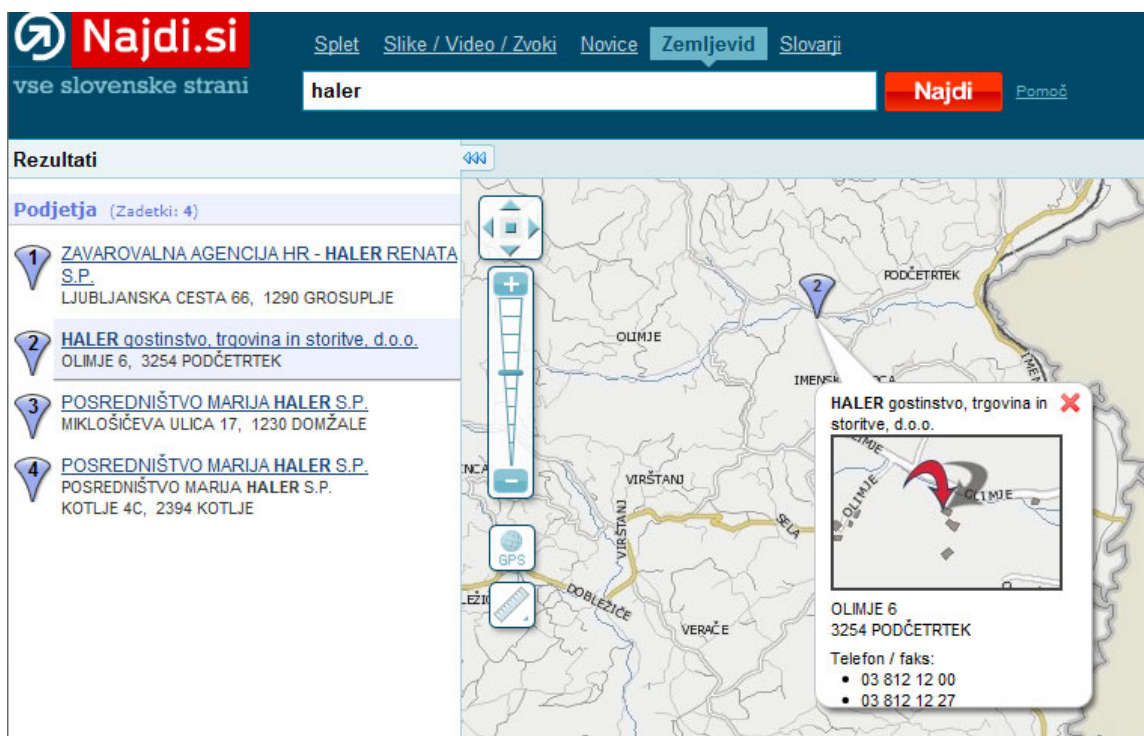 Najdi.si
vse slovenske strani
Splet Slike / Video / Zvoki Novice Zemljevid Slovarji
haler
Najdi
Pomoč
Rezultati
Podjetja (Zadetki: 4)
1
ZAVAROVALNA AGENCIJA HR - HALER RENATA
S.P.
LJUBLJANSKA CESTA 66, 1290 GROSUPLJE
2
HALER gostinstvo, trgovina in storitve, d.o.o.
OLIMJE 6, 3254 PODČETRTEK
3
POSREDNIŠTVO MARIJA HALER S.P.
MIKLOŠIČEVA ULICA 17, 1230 DOMŽALE
4
POSREDNIŠTVO MARIJA HALER S.P.
POSREDNIŠTVO MARIJA HALER S.P.
KOTLJE 4C, 2394 KOTLJE
PODČETRTEK
2
OLIMJE
VIRŠTANJ
VIRŠTANJ
SELA
GPS
DOBLEŽIČE
VERAČE
HALER gostinstvo, trgovina in
storitve, d.o.o.
OLIMJE
OLIMJE
OLIMJE
OLIMJE 6
3254 PODČETRTEK
Telefon / faks:
• 03 812 12 00
• 03 812 12 27